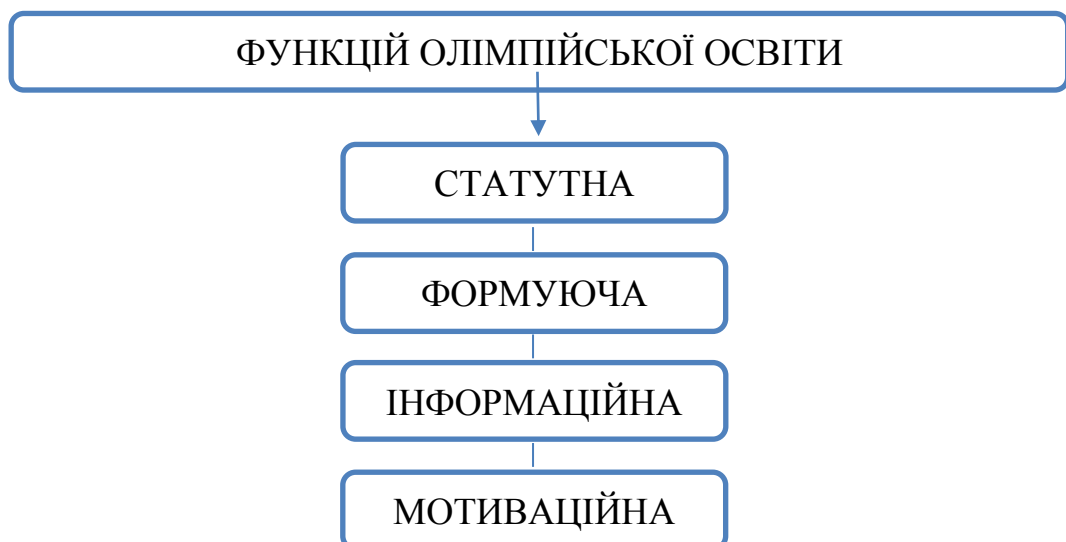 ФУНКЦІЙ ОЛІМПІЙСЬКОЇ ОСВІТИ
СТАТУТНА
ФОРМУЮЧА
ІНФОРМАЦІЙНА
МОТИВАЦІЙНА